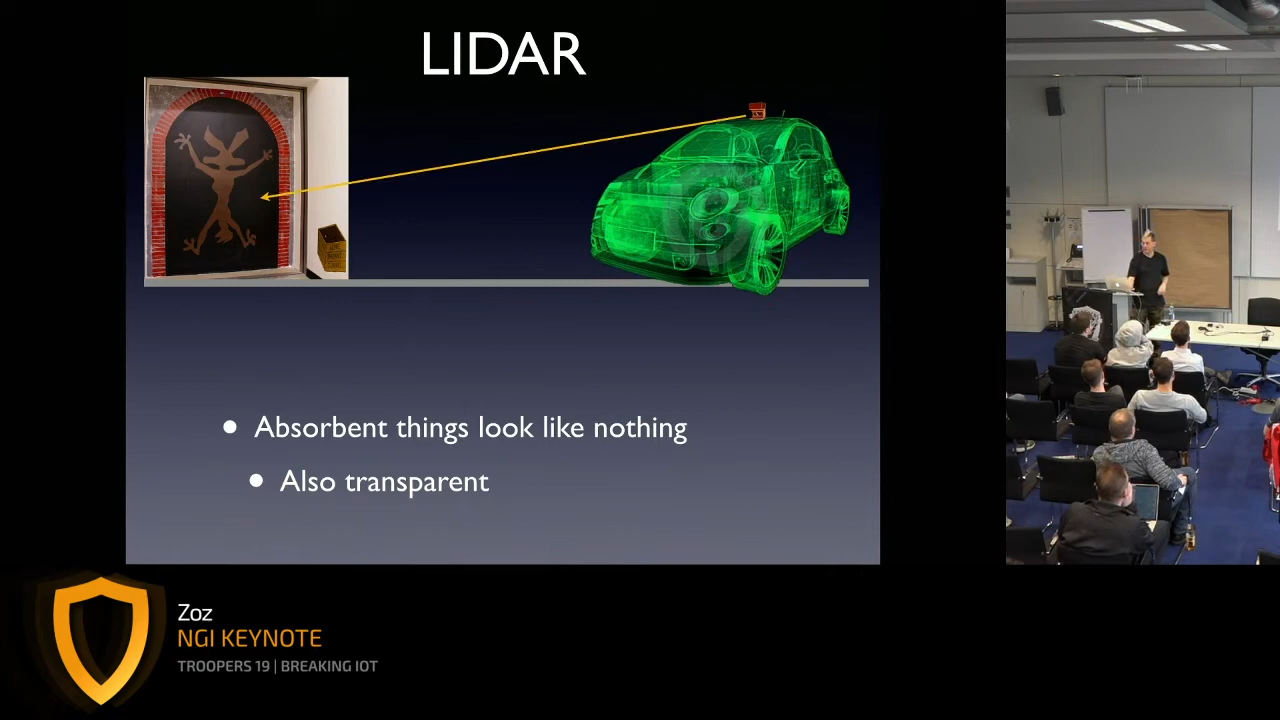 LIDAR
Absorbent things look like nothing
Also transparent
Zoz
NGI KEYNOTE
TROOPERS 19 | BREAKING IOT